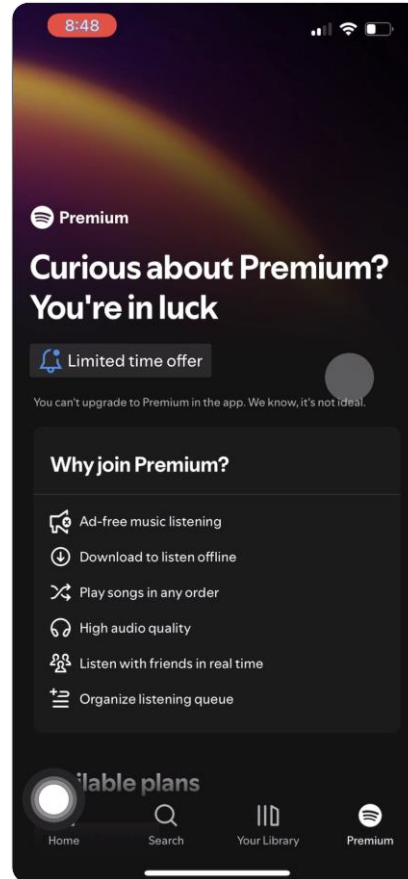 8:48
Premium
Curious about Premium?
You're in luck
Limited time offer
You can't upgrade to Premium in the app. We know, it's not ideal.
Why join Premium?
Ad-free music listening
Download to listen offline
Play songs in any order
High audio quality
Listen with friends in real time
Organize listening queue
ilable plans
Home
Search
Your Library
Premium